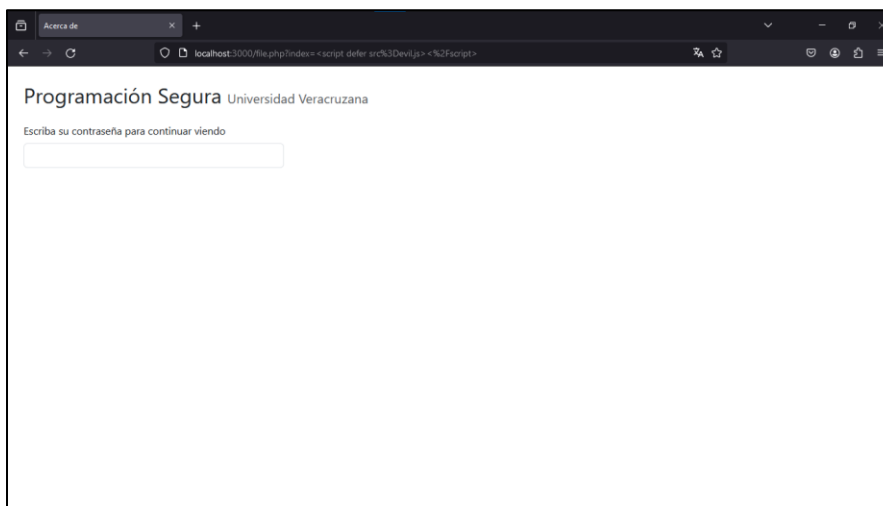 Acerca de
localhost:3000/file.php?index=<script defer src%3Devil.js><%2Fscript>
Programación Segura Universidad Veracruzana
Escriba su contraseña para continuar viendo